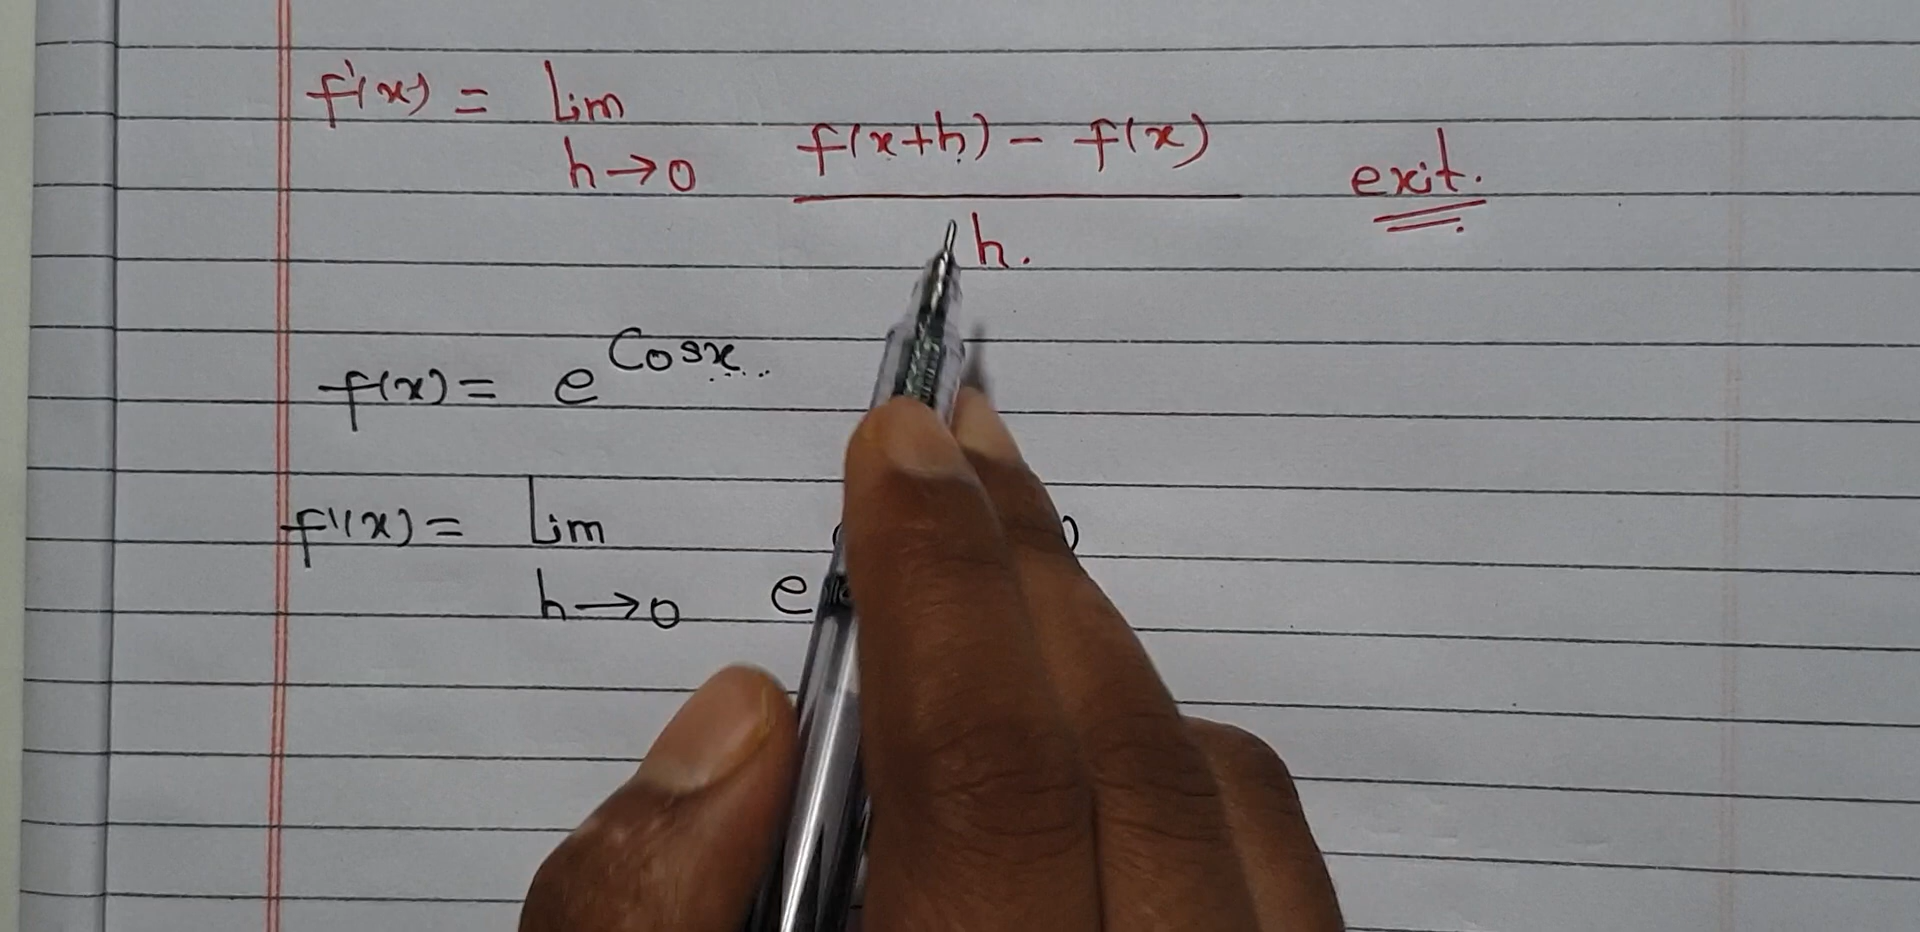 f'(x) = Lim
h→0 f(x+h) - f(x) exit.
h.
f(x) = e^Cosx
f'(x) = Lim
h→0 e